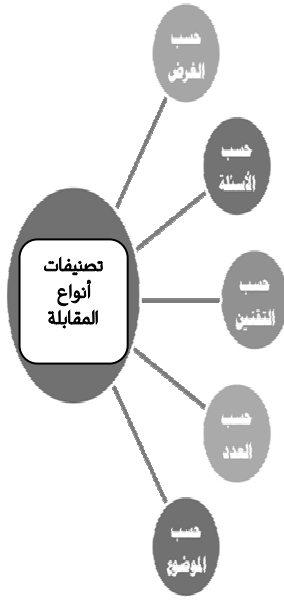 حسب
الغرض
حسب
الأسئلة
تصنيفات
أنواع
المقابلة
حسب
التقنين
حسب
العدد
حسب
الموضوع